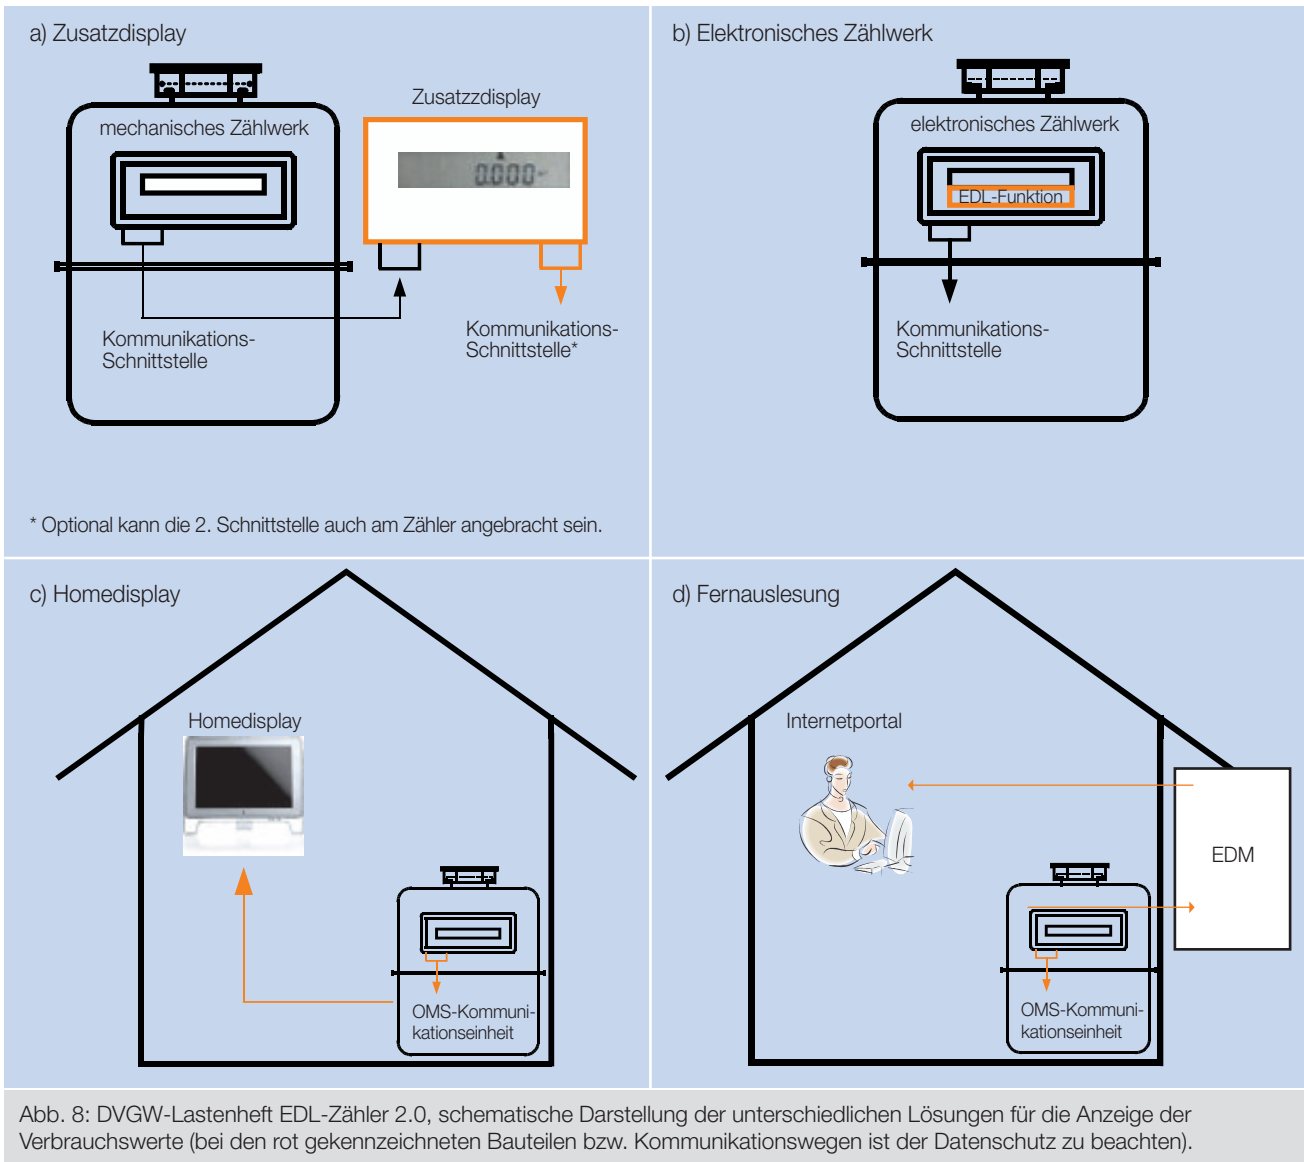 a) Zusatzdisplay
mechanisches Zählwerk
Zusatzzdisplay
0.000
Kommunikations-
Schnittstelle
Kommunikations-
Schnittstelle*
* Optional kann die 2. Schnittstelle auch am Zähler angebracht sein.
b) Elektronisches Zählwerk
elektronisches Zählwerk
EDL-Funktion
Kommunikations-
Schnittstelle
c) Homedisplay
Homedisplay
OMS-Kommuni-
kationseinheit
d) Fernauslesung
Internetportal
EDM
OMS-Kommuni-
kationseinheit
Abb. 8: DVGW-Lastenheft EDL-Zähler 2.0, schematische Darstellung der unterschiedlichen Lösungen für die Anzeige der
Verbrauchswerte (bei den rot gekennzeichneten Bauteilen bzw. Kommunikationswegen ist der Datenschutz zu beachten).